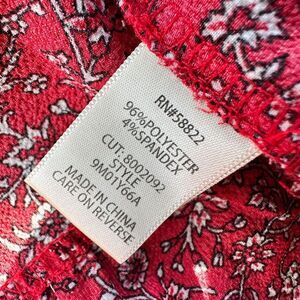 RN#58822
96%POLYESTER
4%SPANDEX
CUT: 8002092
STYLE
9M01Y66A
MADE IN CHINA
CARE ON REVERSE